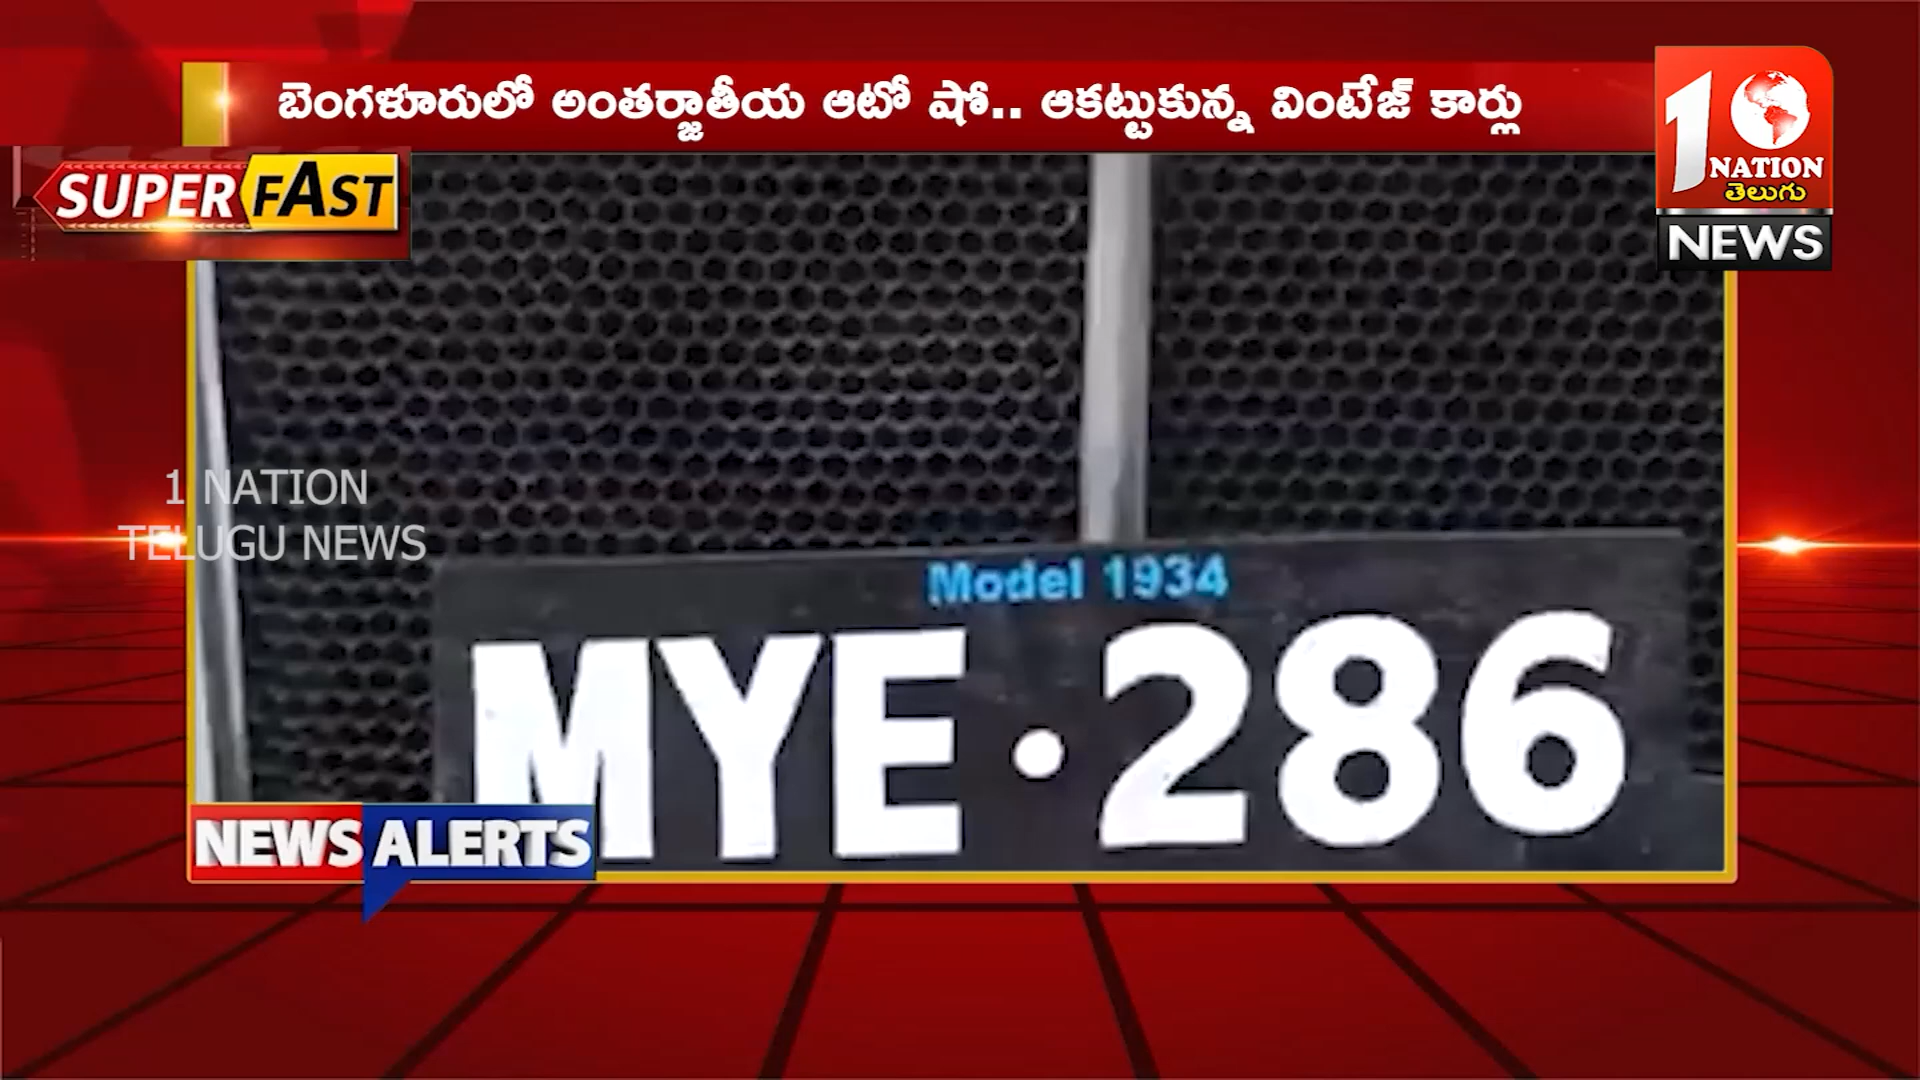 బెంగళూరులో అంతర్జాతీయ ఆటో షో.. ఆకట్టుకున్న వింటేజ్ కార్లు
1 NATION
తెలుగు
NEWS
SUPER FAST
1 NATION
TELUGU NEWS
Model 1934
MYE·286
NEWS ALERTS